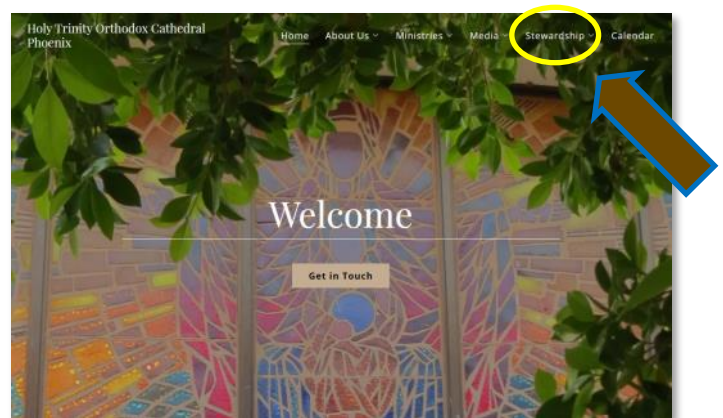 Holy Trinity Orthodox Cathedral
Phoenix
Home About Us Ministries Media Stewardship Calendar
Welcome
Get in Touch